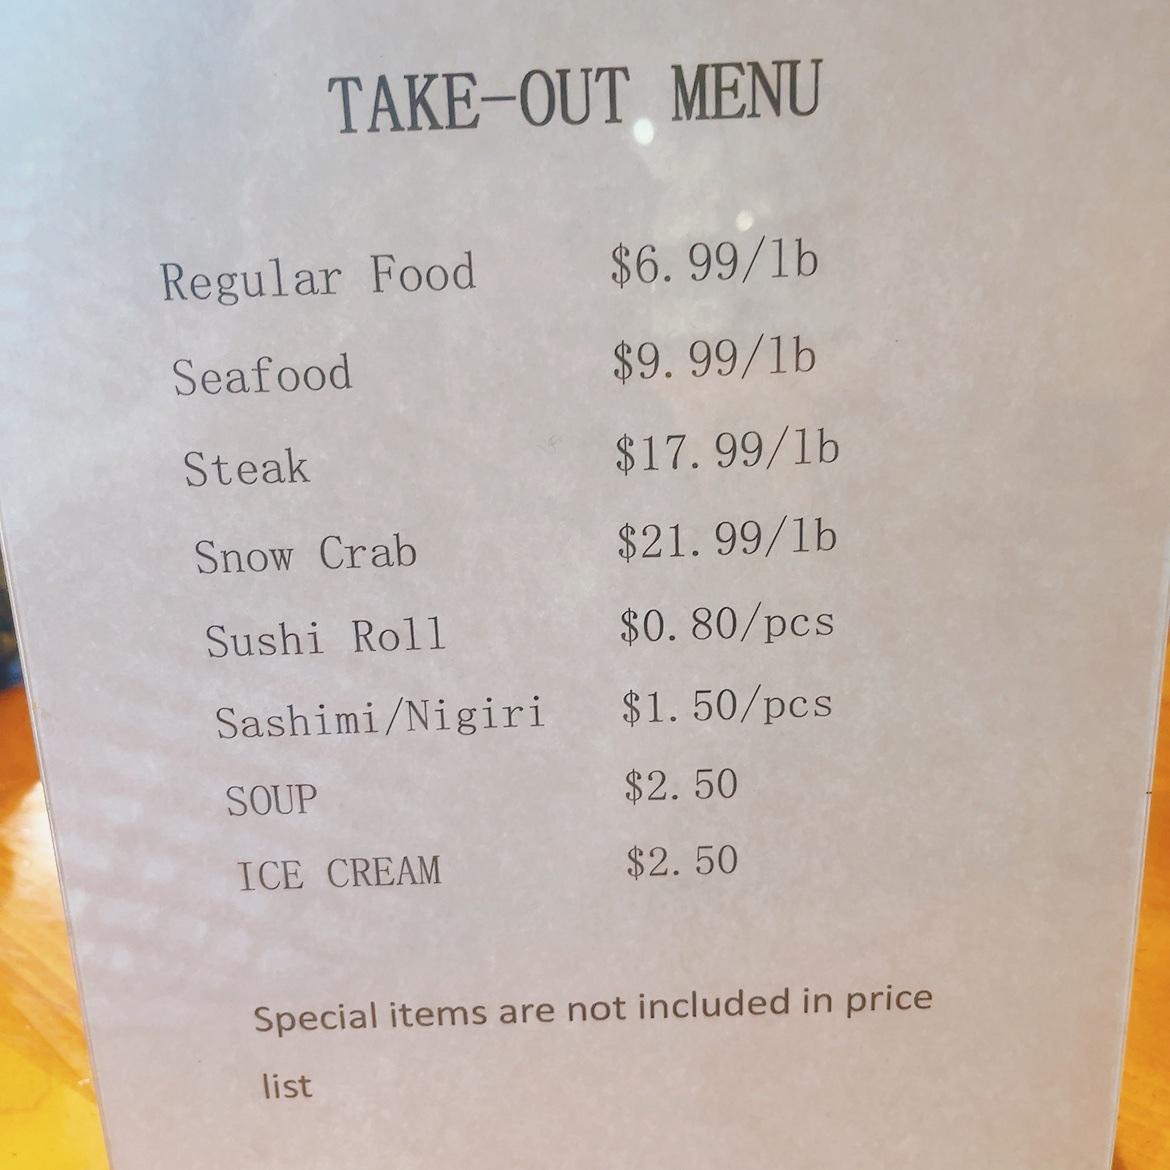 TAKE-OUT MENU
Regular Food $6.99/lb
Seafood $9.99/lb
Steak $17.99/lb
Snow Crab $21.99/lb
Sushi Roll $0.80/pcs
Sashimi/Nigiri $1.50/pcs
SOUP $2.50
ICE CREAM $2.50
Special items are not included in price
list